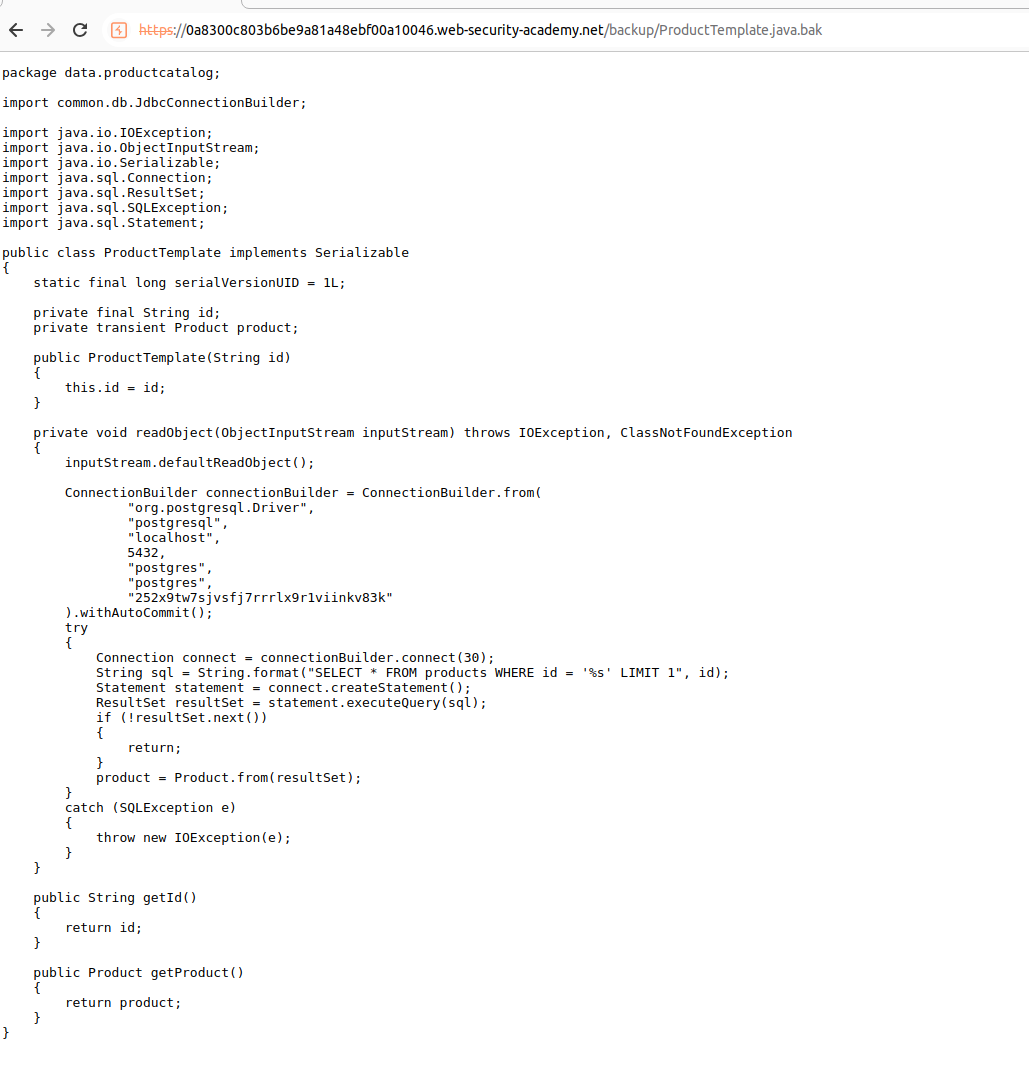 https://0a8300c803b6be9a81a48ebf00a10046.web-security-academy.net/backup/ProductTemplate.java.bak
package data.productcatalog;

import common.db.JdbcConnectionBuilder;

import java.io.IOException;
import java.io.ObjectInputStream;
import java.io.Serializable;
import java.sql.Connection;
import java.sql.ResultSet;
import java.sql.SQLException;
import java.sql.Statement;

public class ProductTemplate implements Serializable
{
    static final long serialVersionUID = 1L;

    private final String id;
    private transient Product product;

    public ProductTemplate(String id)
    {
        this.id = id;
    }

    private void readObject(ObjectInputStream inputStream) throws IOException, ClassNotFoundException
    {
        inputStream.defaultReadObject();

        ConnectionBuilder connectionBuilder = ConnectionBuilder.from(
                "org.postgresql.Driver",
                "postgresql",
                "localhost",
                5432,
                "postgres",
                "postgres",
                "252x9tw7sjvsfj7rrrlx9r1viinkv83k"
        ).withAutoCommit();
        try
        {
            Connection connect = connectionBuilder.connect(30);
            String sql = String.format("SELECT * FROM products WHERE id = '%s' LIMIT 1", id);
            Statement statement = connect.createStatement();
            ResultSet resultSet = statement.executeQuery(sql);
            if (!resultSet.next())
            {
                return;
            }
            product = Product.from(resultSet);
        }
        catch (SQLException e)
        {
            throw new IOException(e);
        }
    }

    public String getId()
    {
        return id;
    }

    public Product getProduct()
    {
        return product;
    }
}